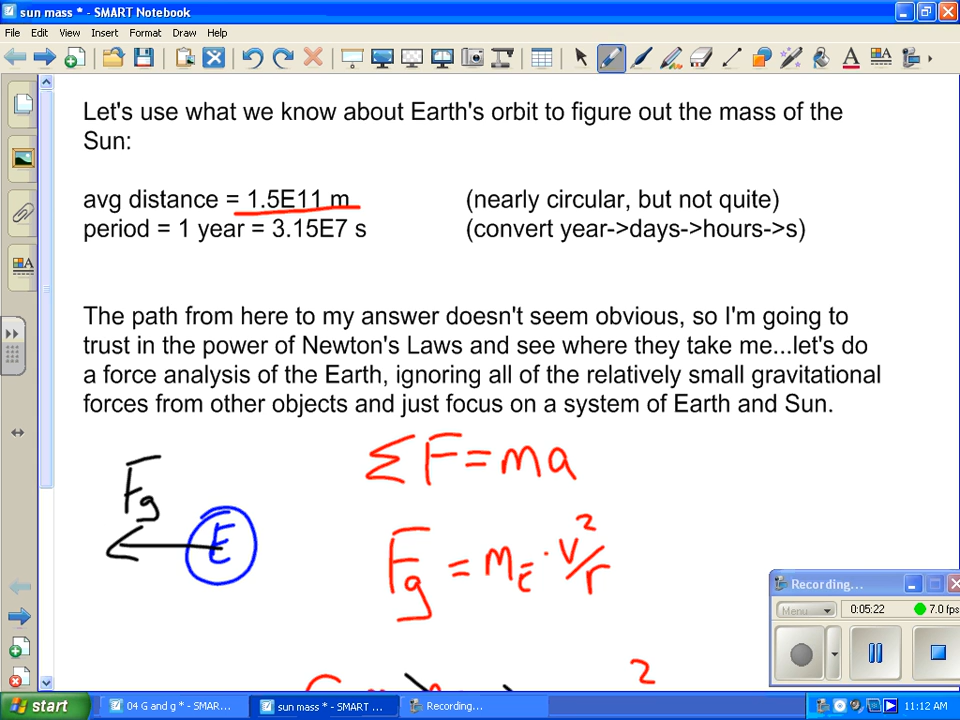 sun mass * - SMART Notebook
File Edit View Insert Format Draw Help
Let's use what we know about Earth's orbit to figure out the mass of the
Sun:
avg distance = 1.5E11 m (nearly circular, but not quite)
period = 1 year = 3.15E7 s (convert year->days->hours->s)
The path from here to my answer doesn't seem obvious, so I'm going to
trust in the power of Newton's Laws and see where they take me...let's do
a force analysis of the Earth, ignoring all of the relatively small gravitational
forces from other objects and just focus on a system of Earth and Sun.
ΣF = ma
Fg
E
Fg = mE · v²/r
2
Recording...
Menu 0:05:22 7.0 fps
start 04 G and g * - SMAR... sun mass * - SMART ... Recording... 11:12 AM